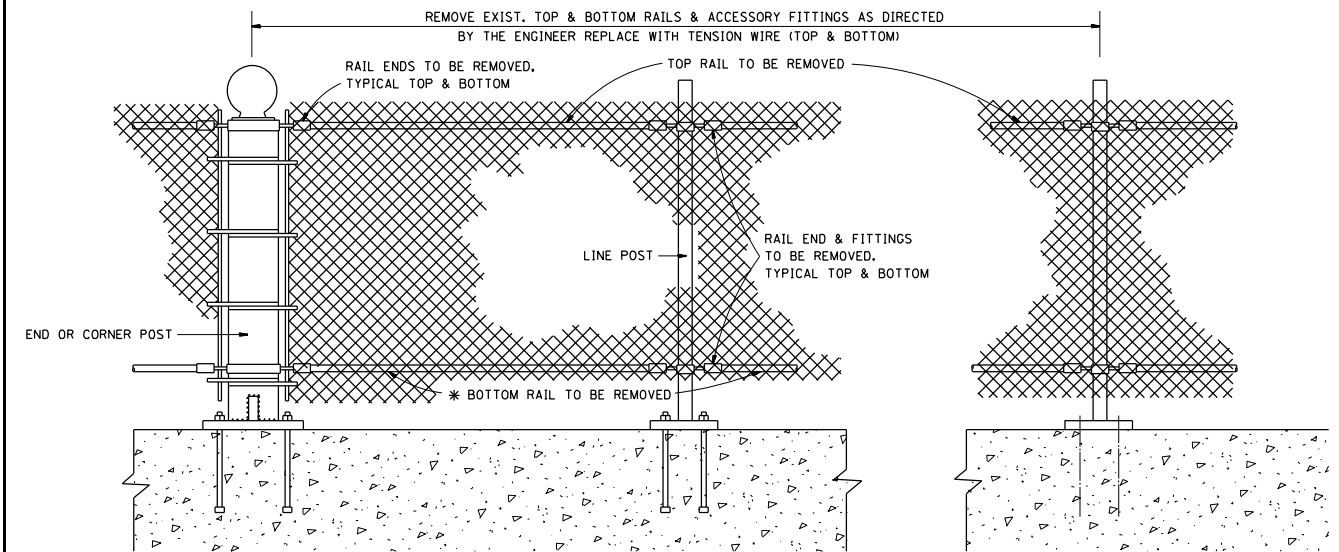 REMOVE EXIST. TOP & BOTTOM RAILS & ACCESSORY FITTINGS AS DIRECTED
BY THE ENGINEER REPLACE WITH TENSION WIRE (TOP & BOTTOM)
RAIL ENDS TO BE REMOVED.
TYPICAL TOP & BOTTOM
TOP RAIL TO BE REMOVED
LINE POST
RAIL END & FITTINGS
TO BE REMOVED.
TYPICAL TOP & BOTTOM
END OR CORNER POST
* BOTTOM RAIL TO BE REMOVED